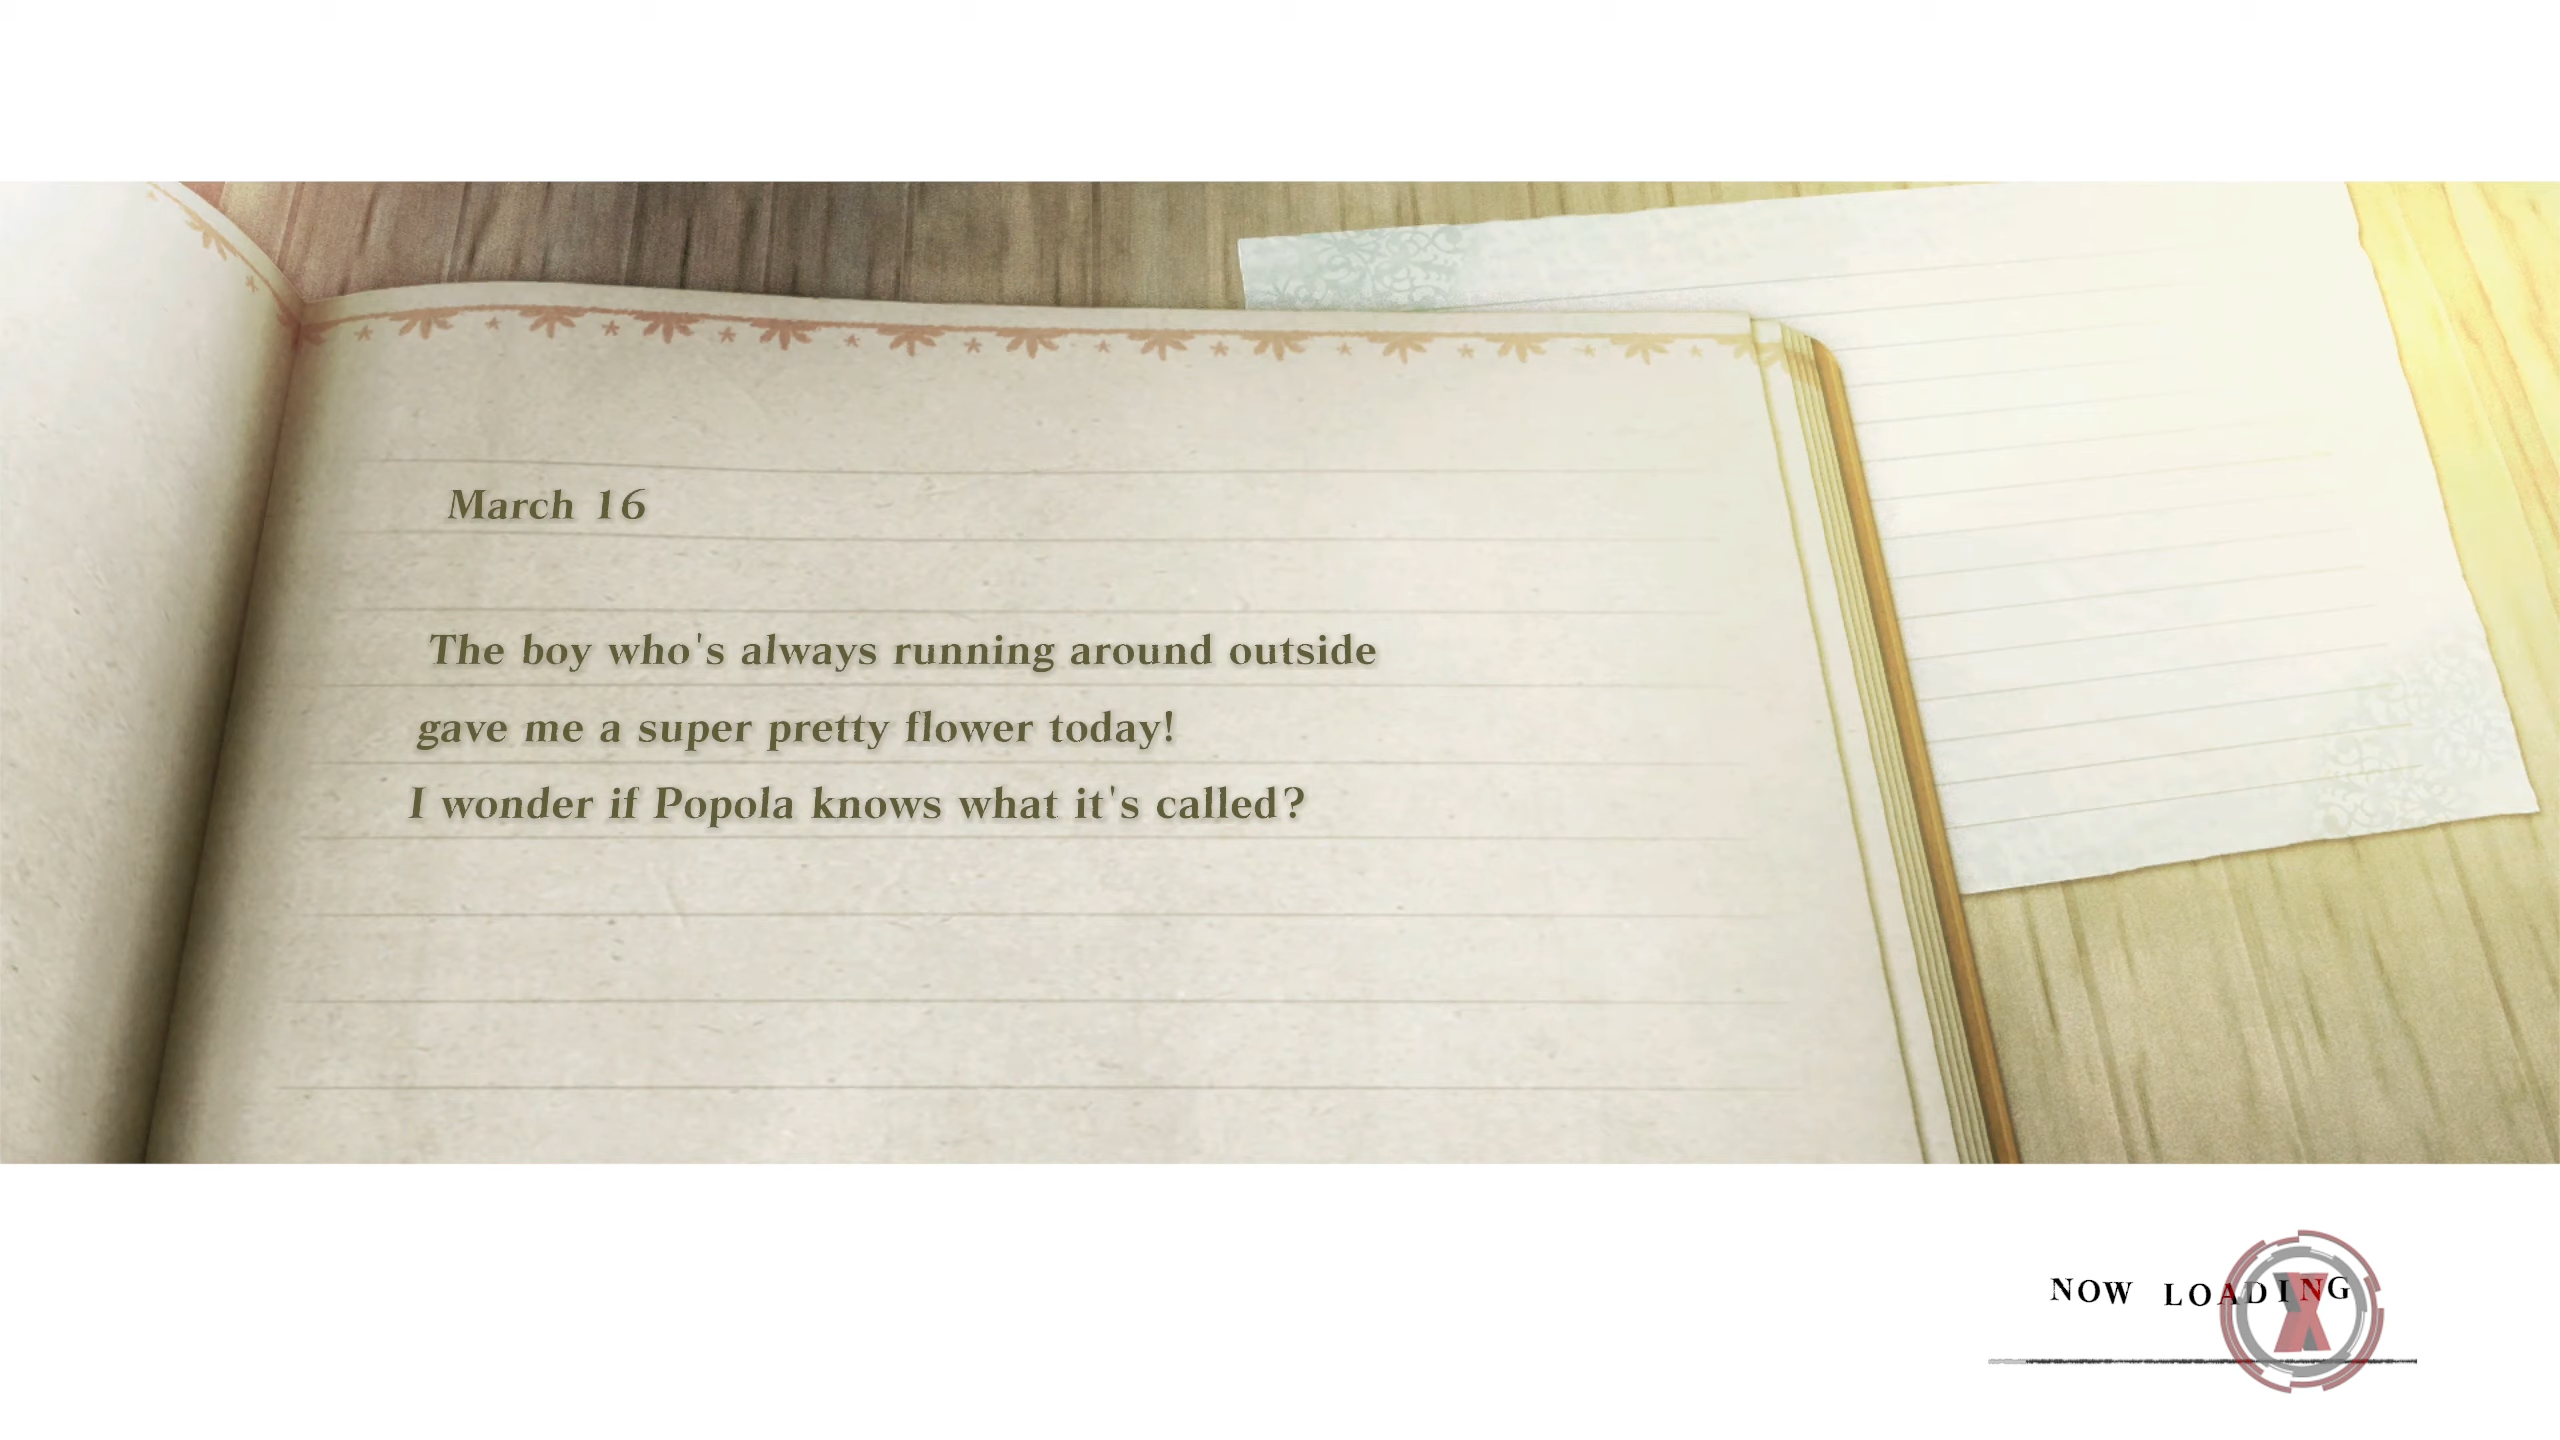 March 16
The boy who's always running around outside
gave me a super pretty flower today!
I wonder if Popola knows what it's called?
NOW LOADING
X